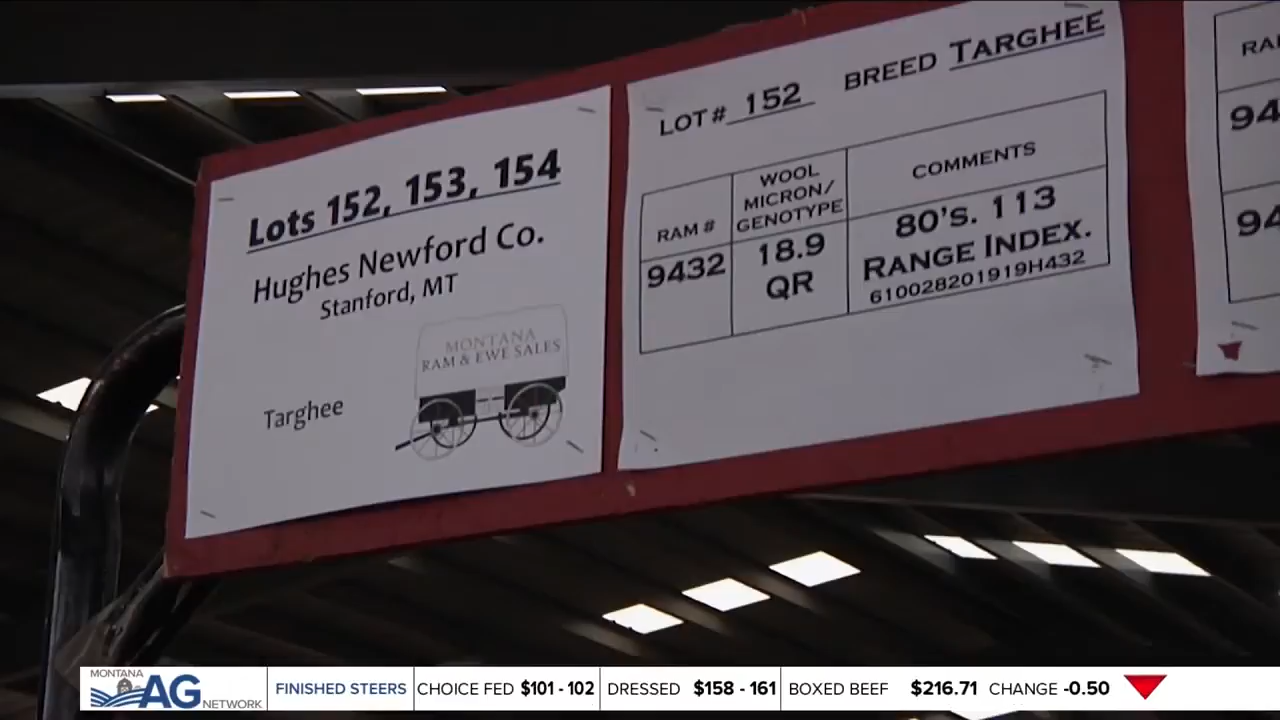 Lots 152, 153, 154
Hughes Newford Co.
Stanford, MT
MONTANA
RAM & EWE SALES
Targhee
LOT # 152 BREED TARGHEE
RAM # WOOL MICRON/ GENOTYPE COMMENTS
9432 18.9 QR 80'S. 113 RANGE INDEX.
610028201919H432
94
94
MONTANA
AG
NETWORK
FINISHED STEERS CHOICE FED $101 - 102 DRESSED $158 - 161 BOXED BEEF $216.71 CHANGE -0.50